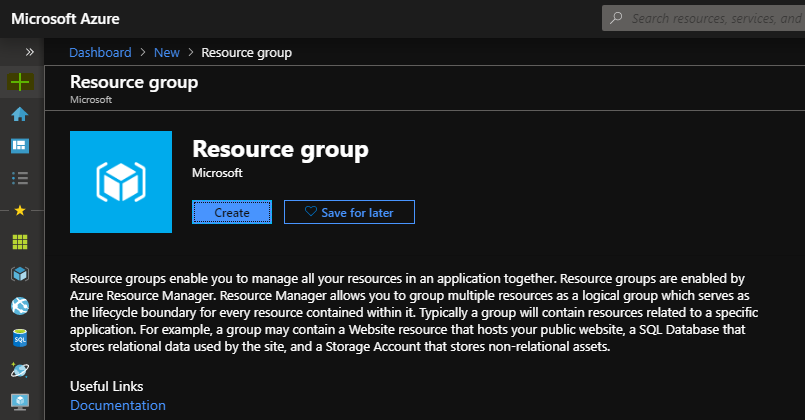 Microsoft Azure
Search resources, services, and
» Dashboard > New > Resource group
Resource group
Microsoft
Resource group
Microsoft
Create Save for later
Resource groups enable you to manage all your resources in an application together. Resource groups are enabled by
Azure Resource Manager. Resource Manager allows you to group multiple resources as a logical group which serves as
the lifecycle boundary for every resource contained within it. Typically a group will contain resources related to a specific
application. For example, a group may contain a Website resource that hosts your public website, a SQL Database that
stores relational data used by the site, and a Storage Account that stores non-relational assets.
SQL
Useful Links
Documentation